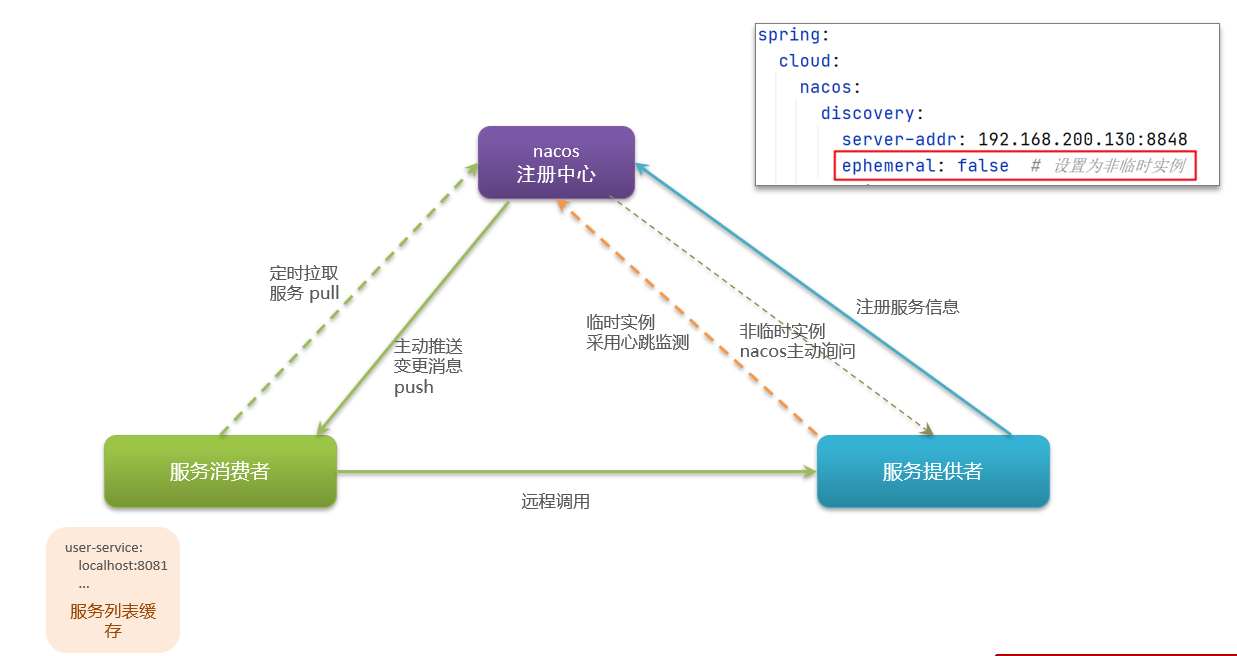 spring:
cloud:
nacos:
discovery:
server-addr: 192.168.200.130:8848
ephemeral: false # 设置为非临时实例
nacos
注册中心
定时拉取
服务 pull
主动推送
变更消息
push
临时实例
采用心跳监测
非临时实例
nacos主动询问
注册服务信息
服务消费者
远程调用
服务提供者
user-service:
localhost:8081
...
服务列表缓
存